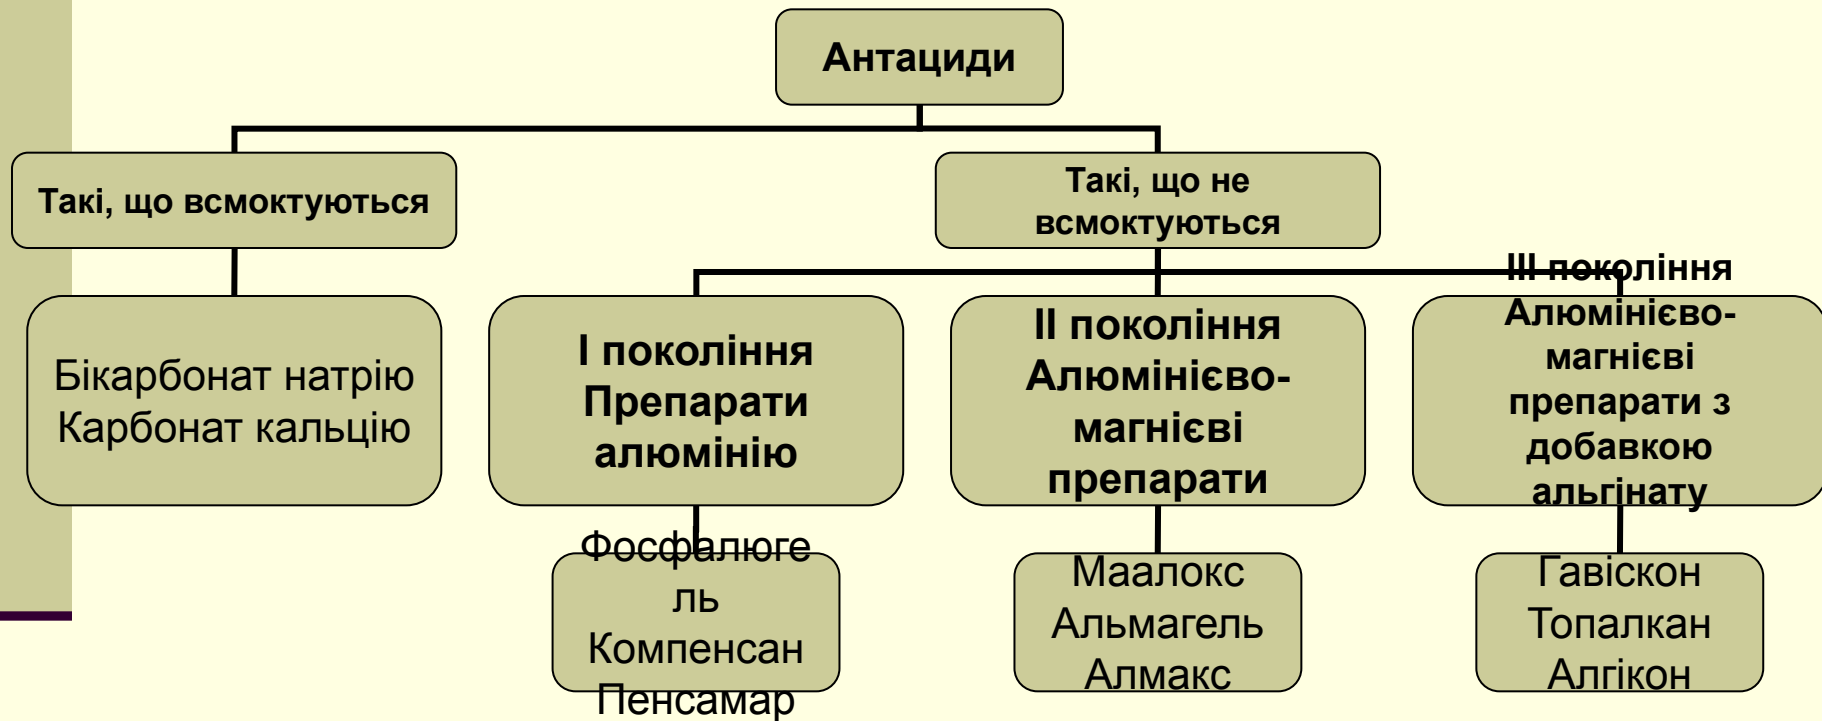 Антациди
Такі, що всмоктуються
Такі, що не
всмоктуються
Бікарбонат натрію
Карбонат кальцію
I покоління
Препарати
алюмінію
II покоління
Алюмінієво-
магнієві
препарати
III покоління
Алюмінієво-
магнієві
препарати з
добавкою
альгінату
Фосфалюге
ль
Компенсан
Пенсамар
Маалокс
Альмагель
Алмакс
Гавіскон
Топалкан
Алгікон